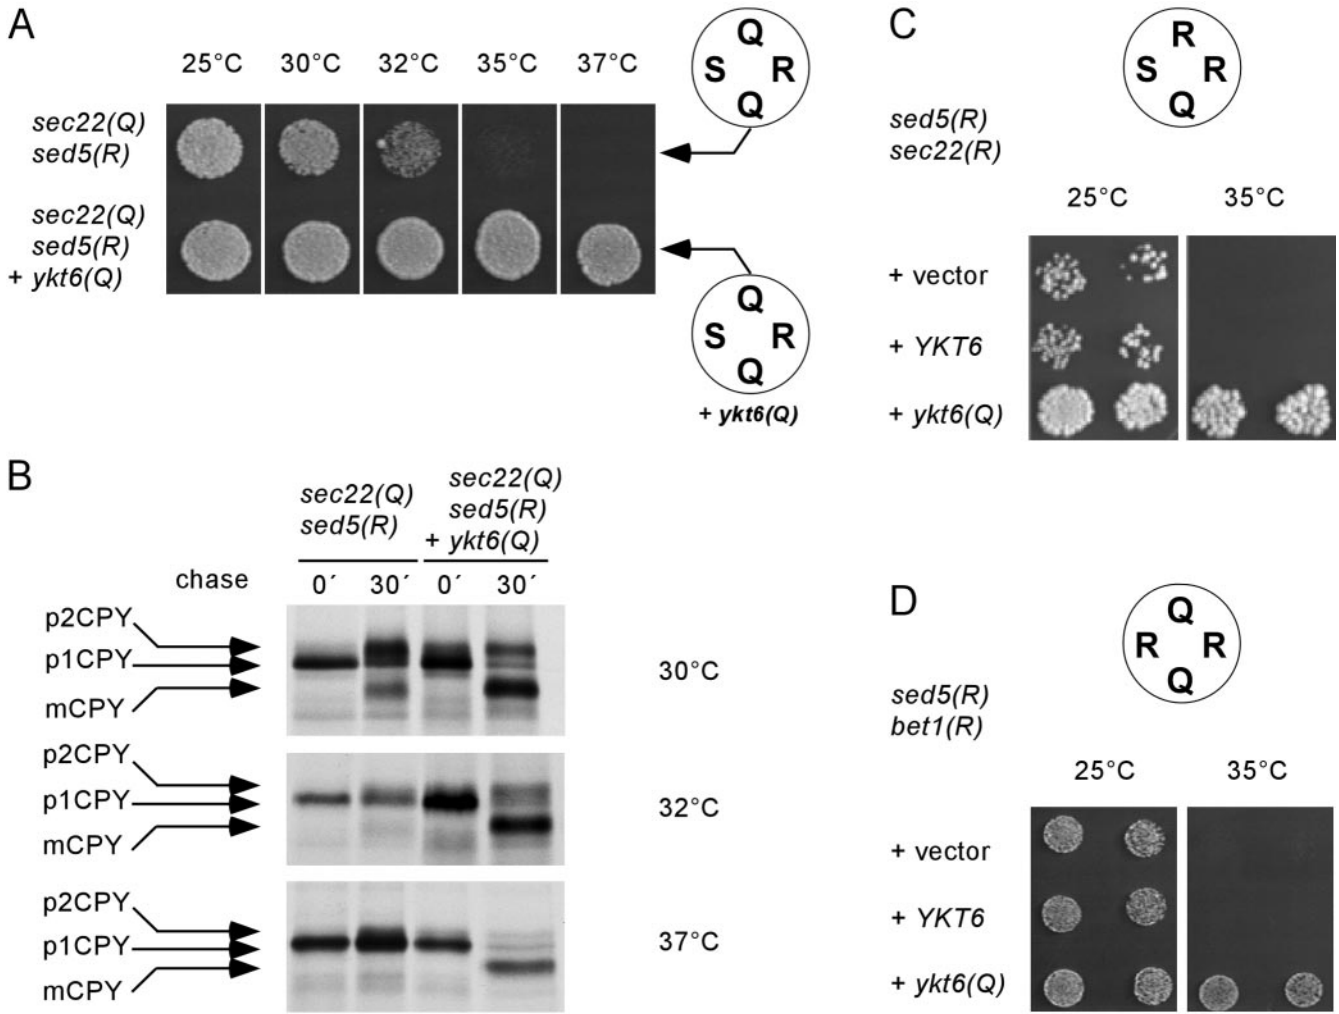 A
25°C 30°C 32°C 35°C 37°C
sec22(Q)
sed5(R)
sec22(Q)
sed5(R)
+ ykt6(Q)
Q
S R
Q
Q
S R
Q
+ ykt6(Q)
B
sec22(Q)
sed5(R)
sec22(Q)
sed5(R)
+ ykt6(Q)
chase 0´ 30´ 0´ 30´
p2CPY
p1CPY
mCPY
30°C
p2CPY
p1CPY
mCPY
32°C
p2CPY
p1CPY
mCPY
37°C
C
R
S R
Q
sed5(R)
sec22(R)
25°C 35°C
+ vector
+ YKT6
+ ykt6(Q)
D
Q
R R
Q
sed5(R)
bet1(R)
25°C 35°C
+ vector
+ YKT6
+ ykt6(Q)